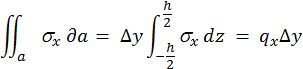 ∬ₐ σₓ ∂a = Δy ∫_{-h/2}^{h/2} σₓ dz = qₓΔy